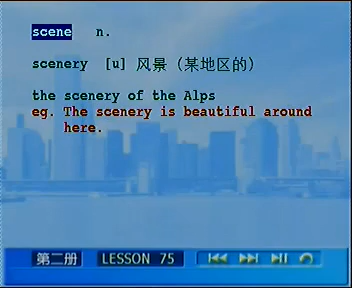 scene n.
scenery [u] 风景（某地区的）
the scenery of the Alps
eg. The scenery is beautiful around
here.
第二册 LESSON 75